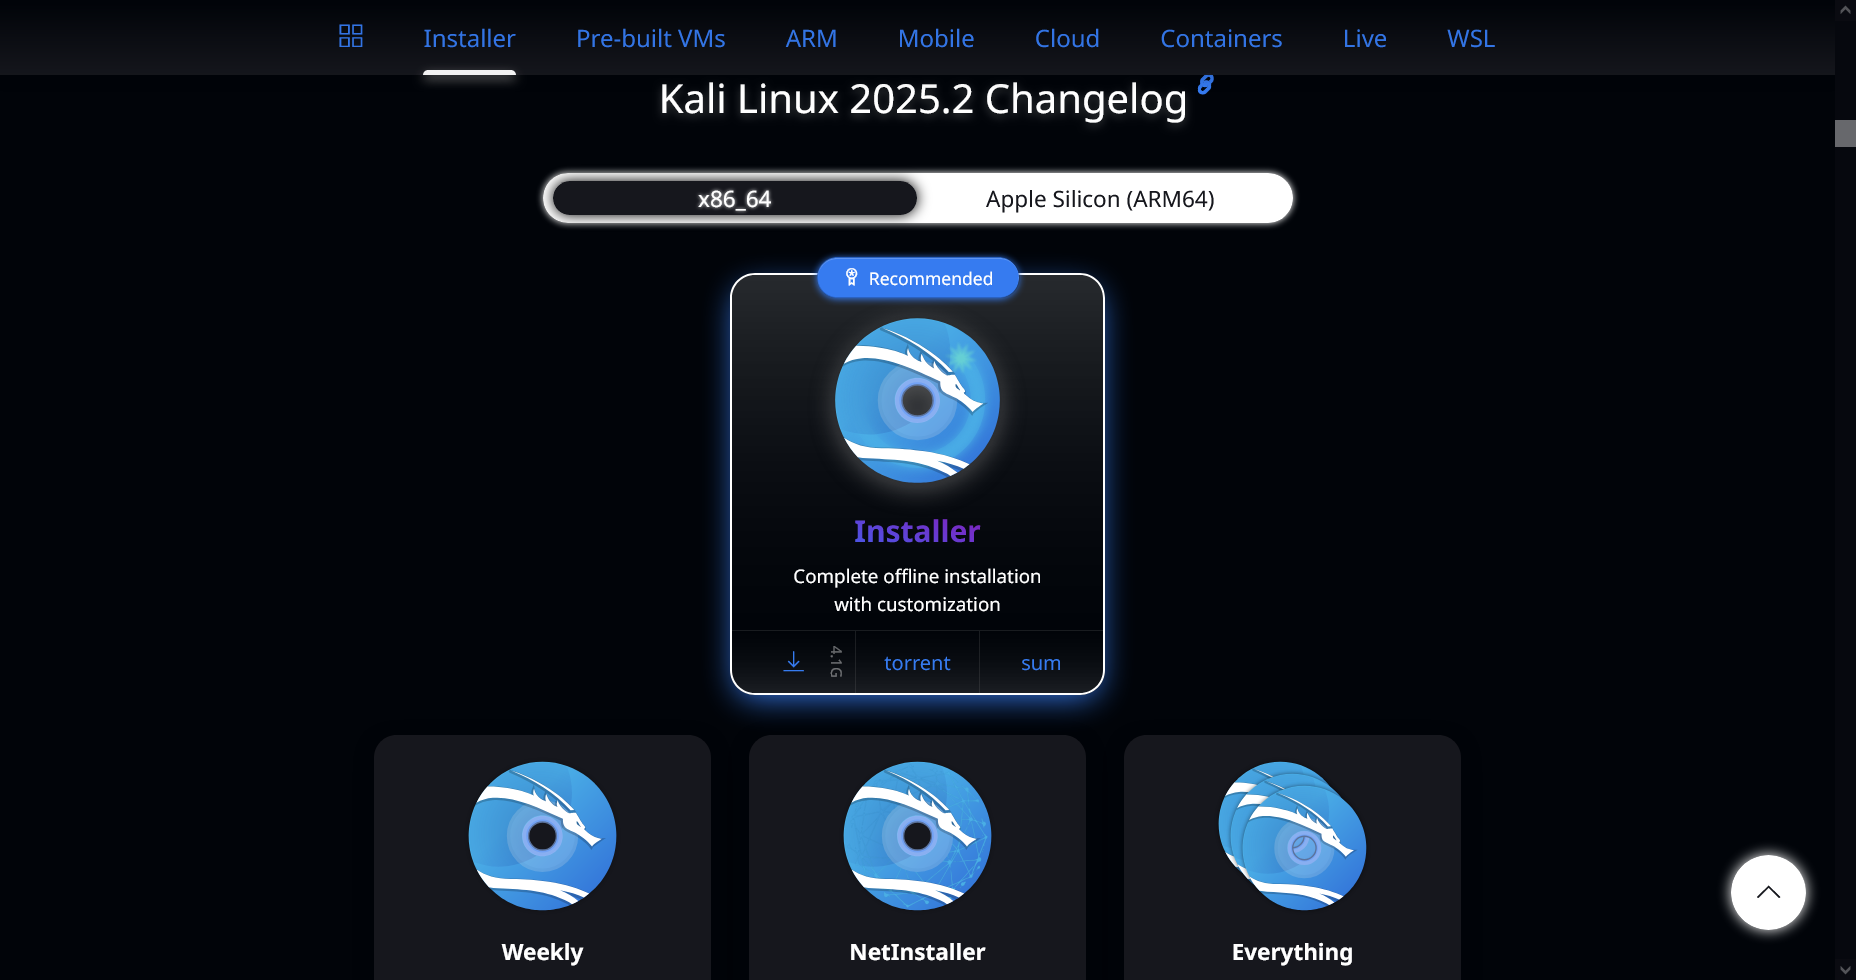 Installer
Pre-built VMs
ARM
Mobile
Cloud
Containers
Live
WSL
Kali Linux 2025.2 Changelog
x86_64
Apple Silicon (ARM64)
Recommended
Installer
Complete offline installation
with customization
4.1G
torrent
sum
Weekly
NetInstaller
Everything